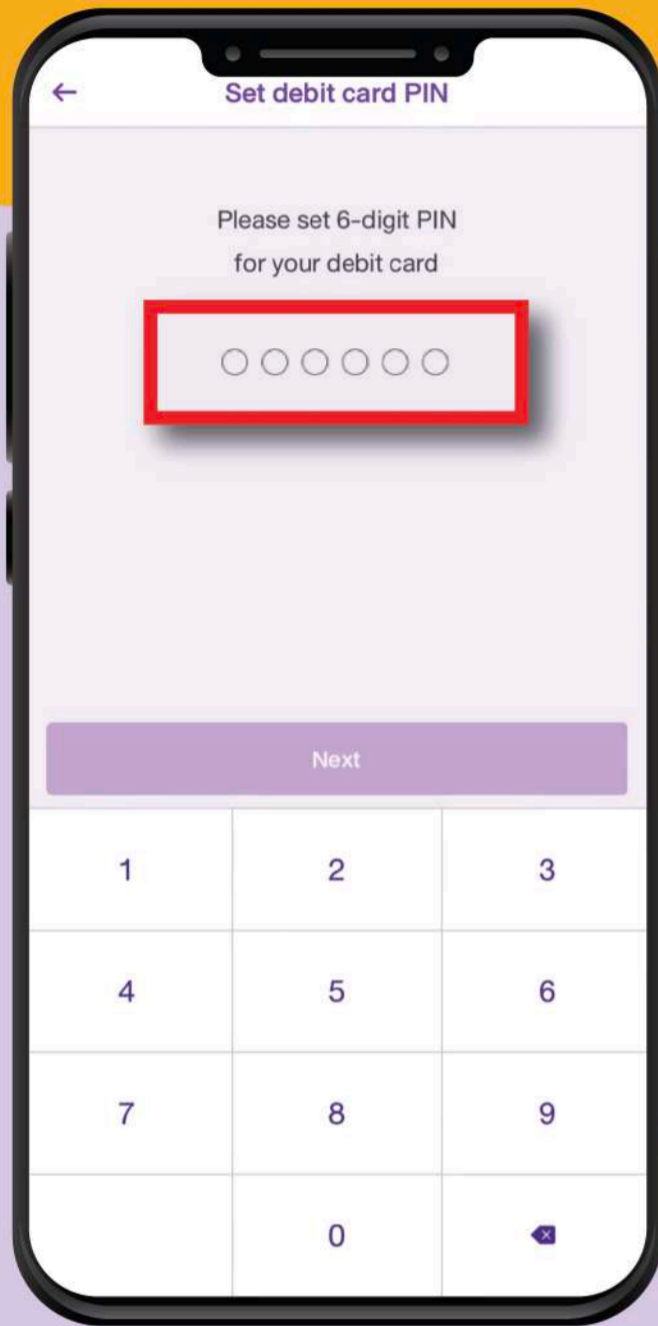 Set debit card PIN
Please set 6-digit PIN
for your debit card
Next
1 2 3
4 5 6
7 8 9
0